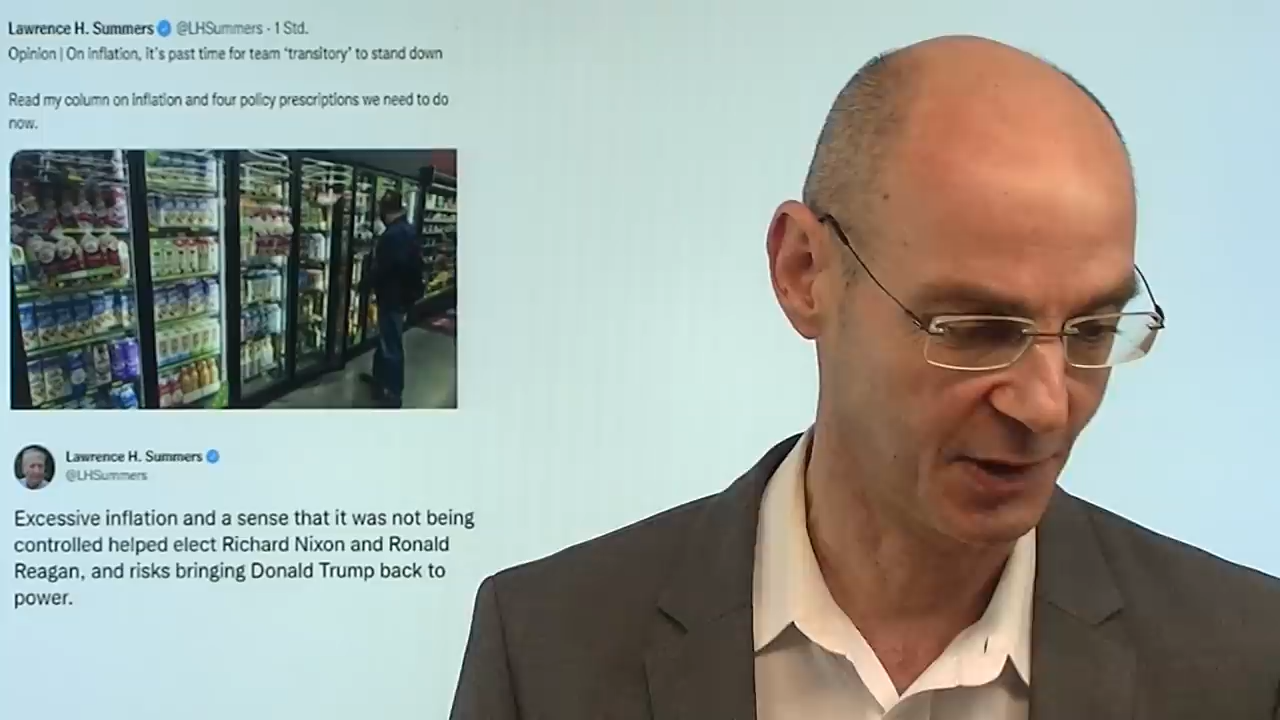 Lawrence H. Summers @LHSummers · 1 Std.
Opinion | On inflation, it's past time for team 'transitory' to stand down
Read my column on inflation and four policy prescriptions we need to do
now.
Lawrence H. Summers
@LHSummers
Excessive inflation and a sense that it was not being
controlled helped elect Richard Nixon and Ronald
Reagan, and risks bringing Donald Trump back to
power.